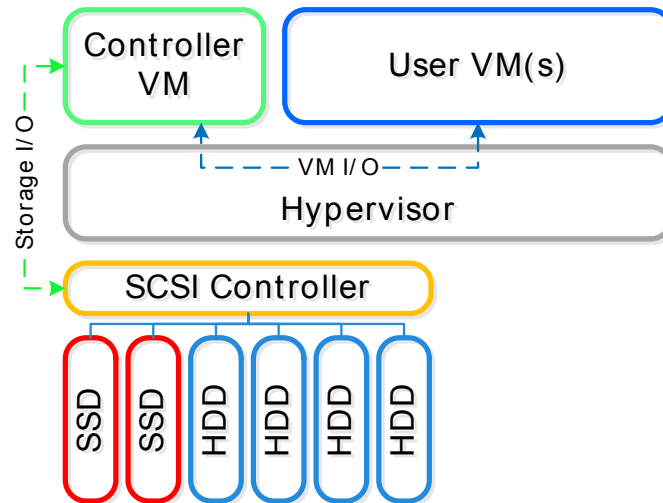 Controller
VM
User VM(s)
Storage I/O
VM I/O
Hypervisor
SCSI Controller
SSD
SSD
HDD
HDD
HDD
HDD